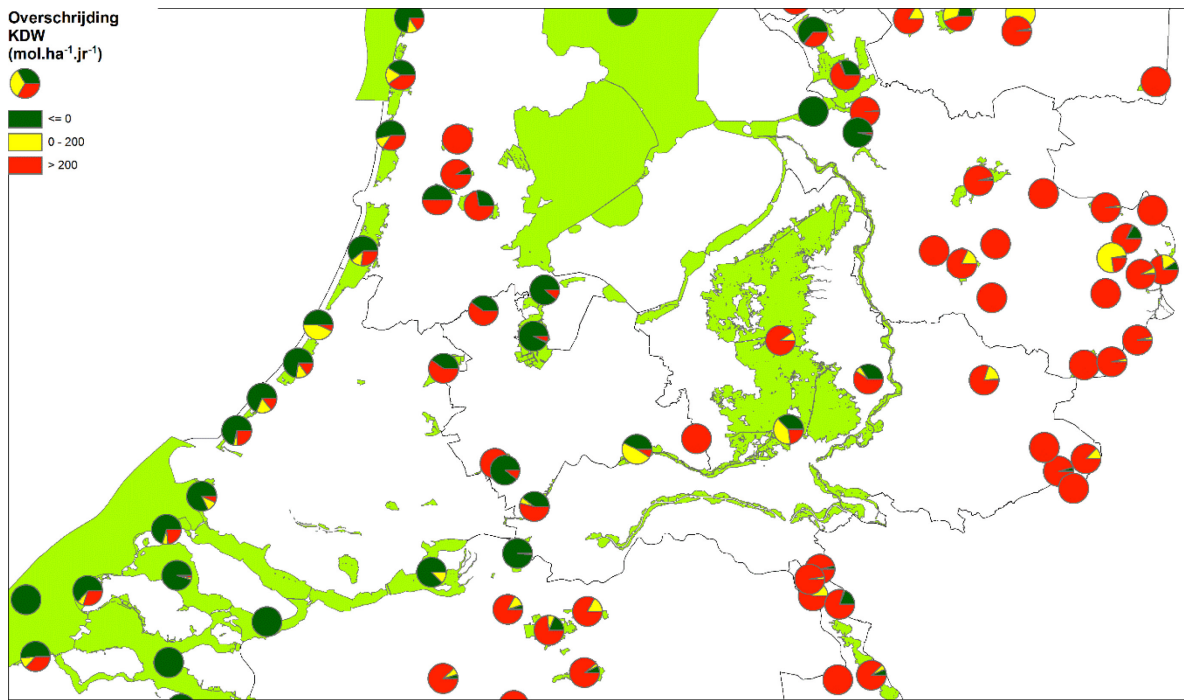 Overschrijding
KDW
(mol.ha⁻¹.jr⁻¹)
<= 0
0 - 200
> 200